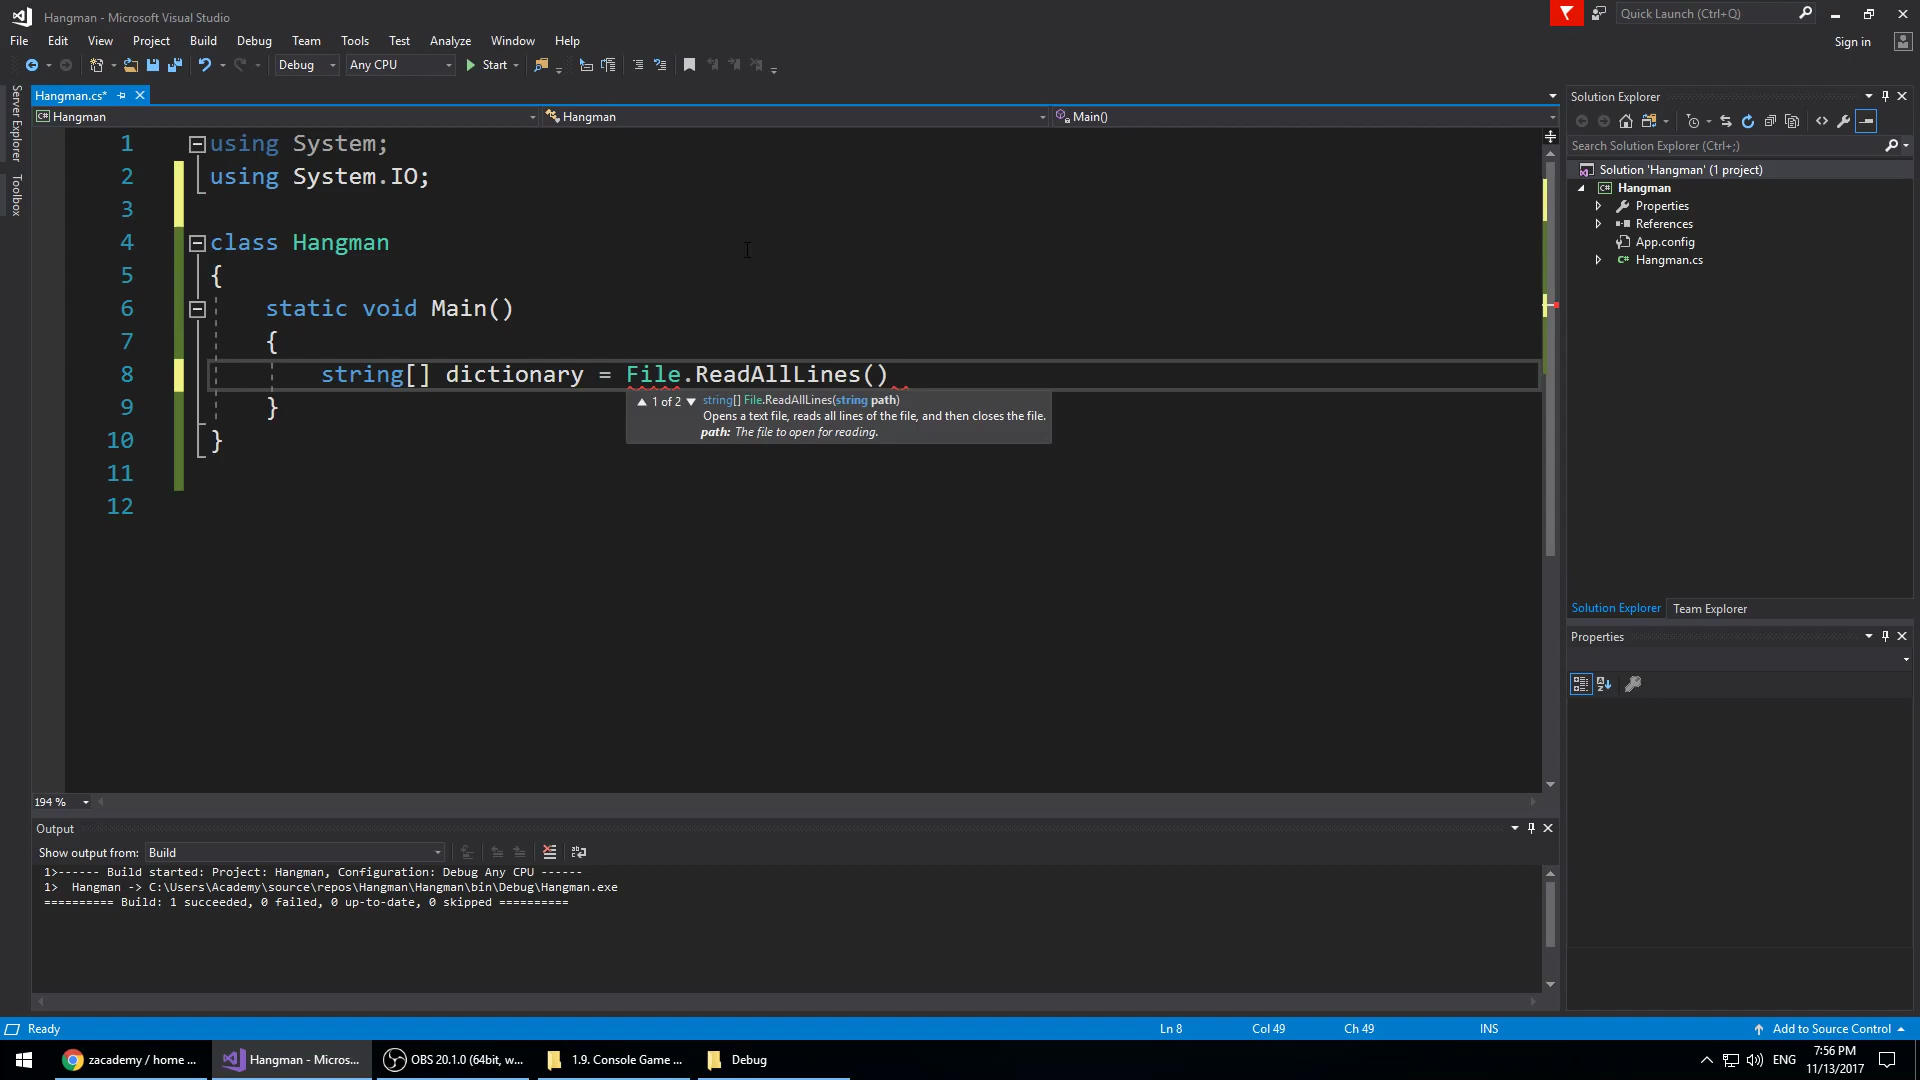 Hangman - Microsoft Visual Studio
Quick Launch (Ctrl+Q)
File Edit View Project Build Debug Team Tools Test Analyze Window Help
Sign in
Debug Any CPU Start
Server Explorer
Toolbox
Hangman.cs*
Hangman Hangman Main()
1 using System;
2 using System.IO;
3
4 class Hangman
5 {
6 static void Main()
7 {
8 string[] dictionary = File.ReadAllLines()
9 }
10 }
11
12
1 of 2 string[] File.ReadAllLines(string path)
Opens a text file, reads all lines of the file, and then closes the file.
path: The file to open for reading.
194 %
Solution Explorer
Search Solution Explorer (Ctrl+;)
Solution 'Hangman' (1 project)
Hangman
Properties
References
App.config
Hangman.cs
Solution Explorer Team Explorer
Properties
Output
Show output from: Build
1>------ Build started: Project: Hangman, Configuration: Debug Any CPU ------
1> Hangman -> C:\Users\Academy\source\repos\Hangman\Hangman\bin\Debug\Hangman.exe
========== Build: 1 succeeded, 0 failed, 0 up-to-date, 0 skipped ==========
Ready Ln 8 Col 49 Ch 49 INS Add to Source Control
zacademy / home ... Hangman - Micros... OBS 20.1.0 (64bit, w... 1.9. Console Game ... Debug
ENG
7:56 PM
11/13/2017